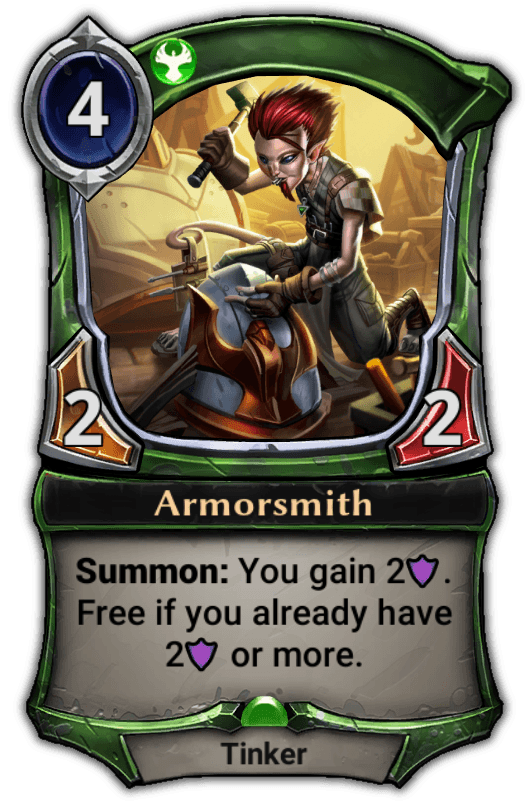 4
2
2
Armorsmith
Summon: You gain 2.
Free if you already have
2 or more.
Tinker